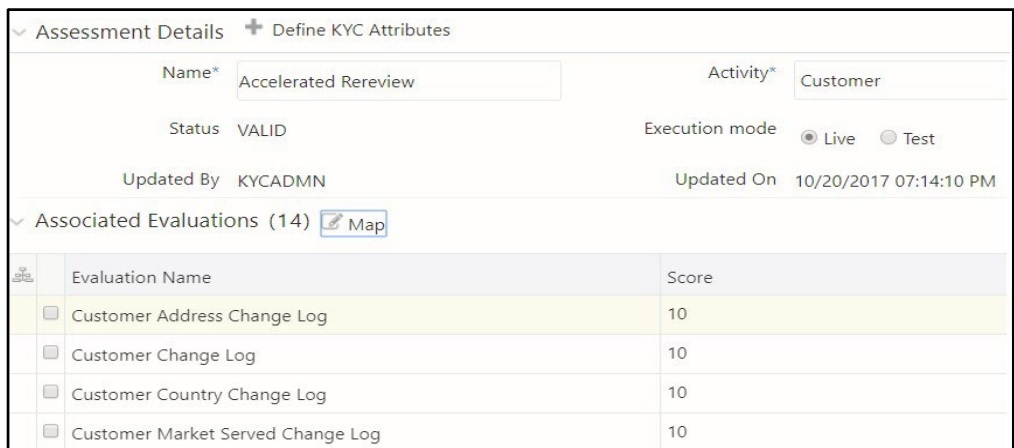 Assessment Details Define KYC Attributes
Name* Accelerated Rereview Activity* Customer
Status VALID Execution mode Live Test
Updated By KYCADMN Updated On 10/20/2017 07:14:10 PM
Associated Evaluations (14) Map
Evaluation Name Score
Customer Address Change Log 10
Customer Change Log 10
Customer Country Change Log 10
Customer Market Served Change Log 10